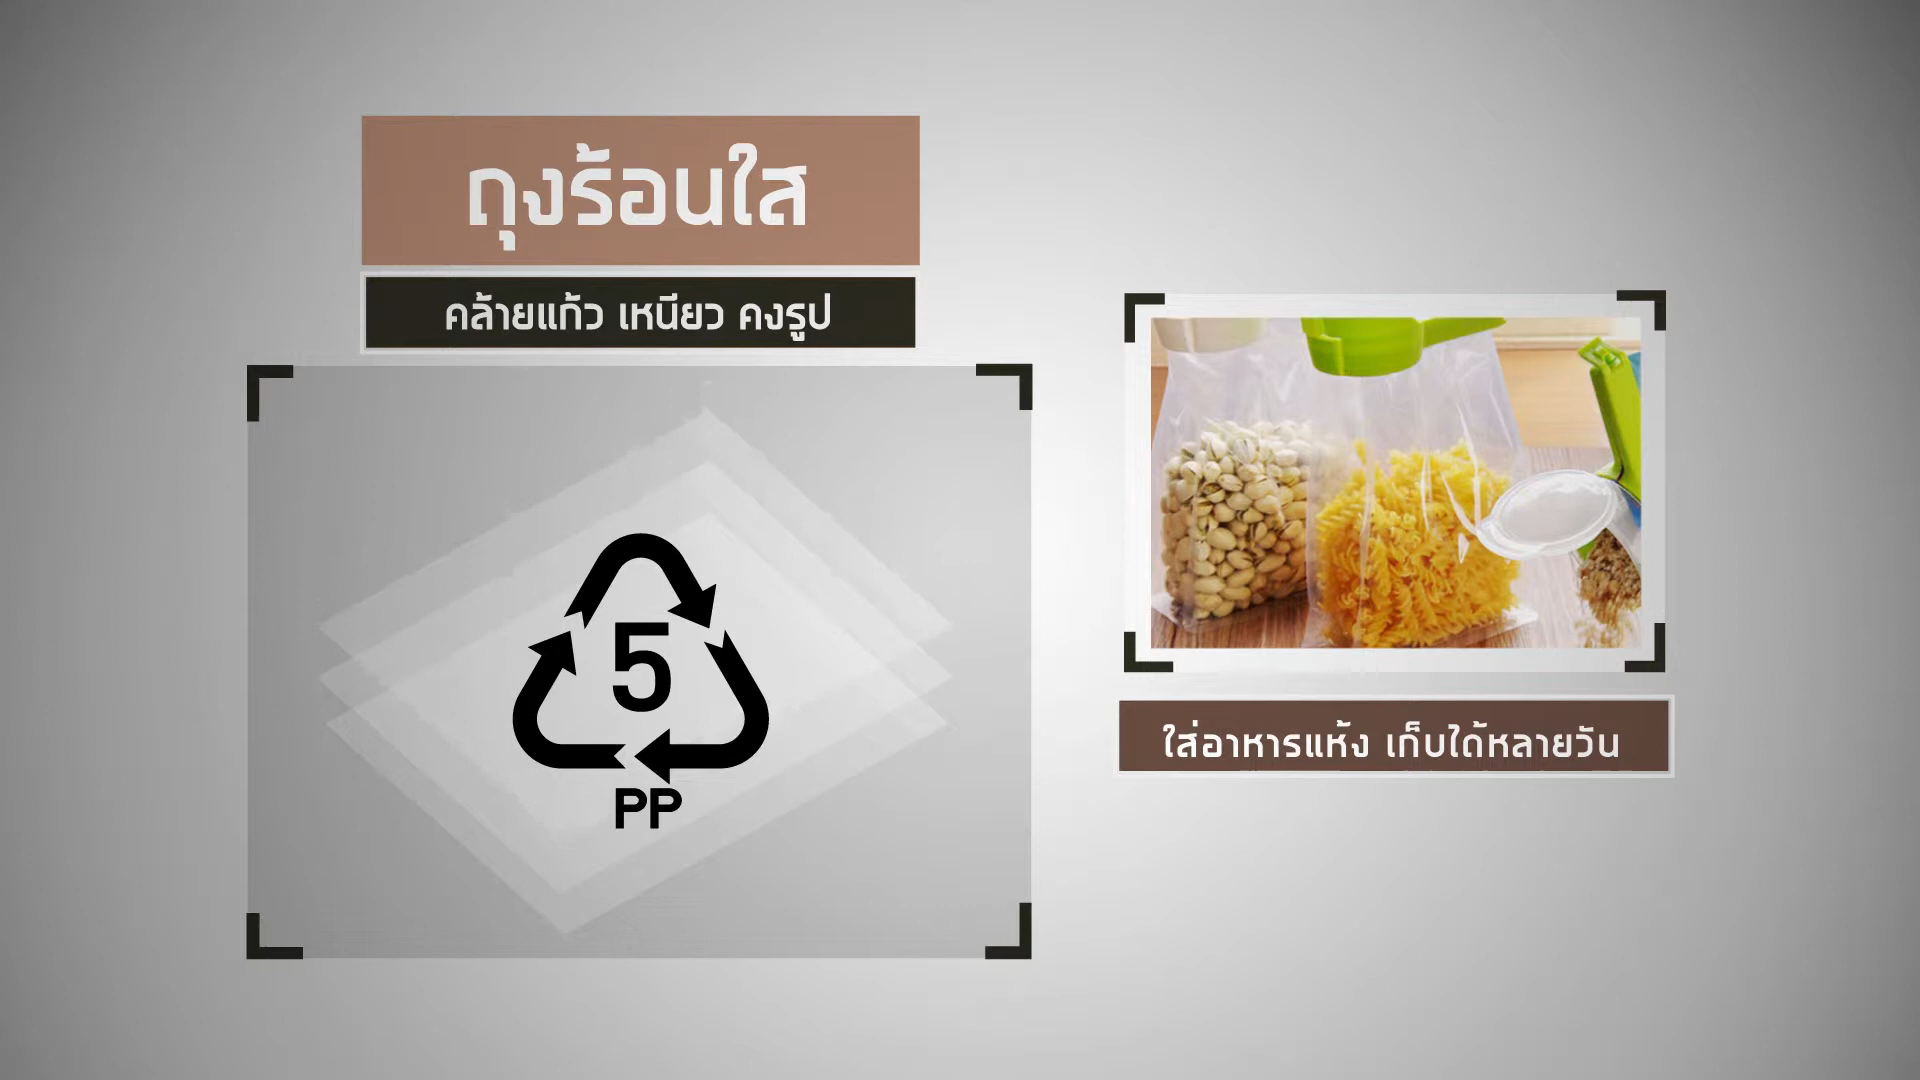 ถุงร้อนใส
คล้ายแก้ว เหนียว คงรูป
5
PP
ใส่อาหารแห้ง เก็บได้หลายวัน